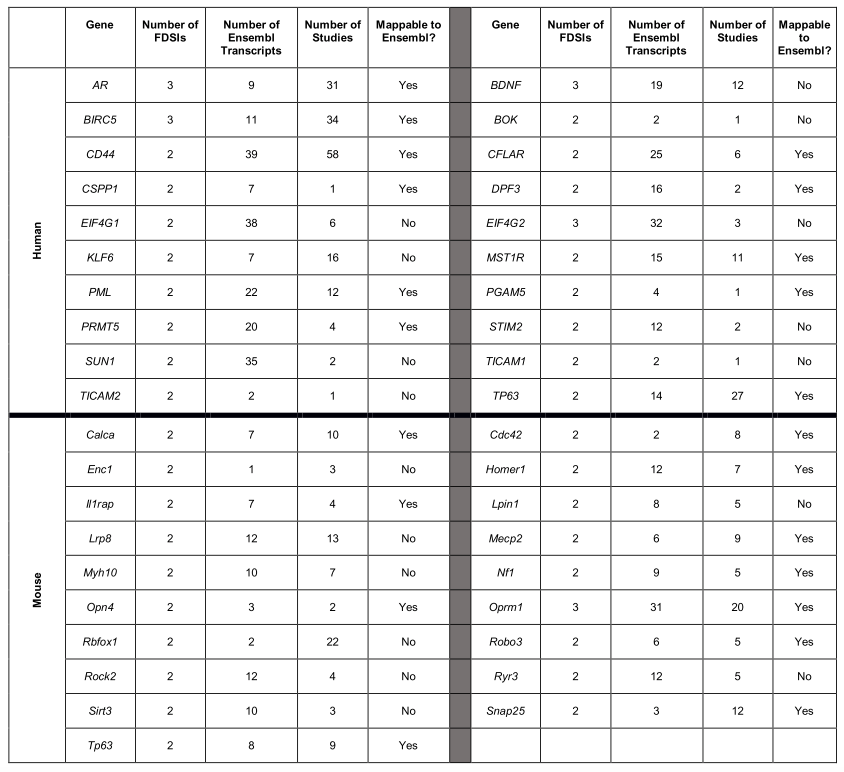 Gene Number of FDSIs Number of Ensembl Transcripts Number of Studies Mappable to Ensembl? Gene Number of FDSIs Number of Ensembl Transcripts Number of Studies Mappable to Ensembl?
Human
AR 3 9 31 Yes BDNF 3 19 12 No
BIRC5 3 11 34 Yes BOK 2 2 1 No
CD44 2 39 58 Yes CFLAR 2 25 6 Yes
CSPP1 2 7 1 Yes DPF3 2 16 2 Yes
EIF4G1 2 38 6 No EIF4G2 3 32 3 No
KLF6 2 7 16 No MST1R 2 15 11 Yes
PML 2 22 12 Yes PGAM5 2 4 1 Yes
PRMT5 2 20 4 Yes STIM2 2 12 2 No
SUN1 2 35 2 No TICAM1 2 2 1 No
TICAM2 2 2 1 No TP63 2 14 27 Yes
Mouse
Calca 2 7 10 Yes Cdc42 2 2 8 Yes
Enc1 2 1 3 No Homer1 2 12 7 Yes
Il1rap 2 7 4 Yes Lpin1 2 8 5 No
Lrp8 2 12 13 No Mecp2 2 6 9 Yes
Myh10 2 10 7 No Nf1 2 9 5 Yes
Opn4 2 3 2 Yes Oprm1 3 31 20 Yes
Rbfox1 2 2 22 No Robo3 2 6 5 Yes
Rock2 2 12 4 No Ryr3 2 12 5 No
Sirt3 2 10 3 No Snap25 2 3 12 Yes
Tp63 2 8 9 Yes